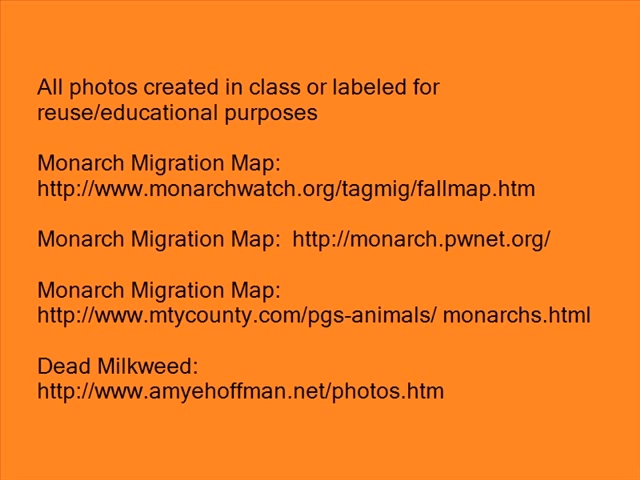 All photos created in class or labeled for
reuse/educational purposes
Monarch Migration Map:
http://www.monarchwatch.org/tagmig/fallmap.htm
Monarch Migration Map:  http://monarch.pwnet.org/
Monarch Migration Map:
http://www.mtycounty.com/pgs-animals/ monarchs.html
Dead Milkweed:
http://www.amyehoffman.net/photos.htm